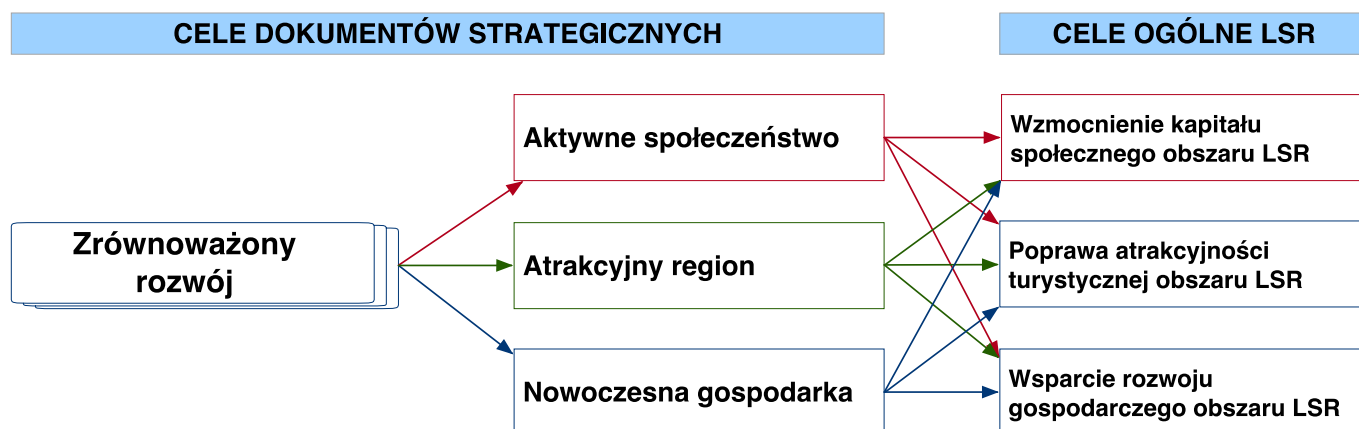 CELE DOKUMENTÓW STRATEGICZNYCH
CELE OGÓLNE LSR
Zrównoważony
rozwój
Aktywne społeczeństwo
Atrakcyjny region
Nowoczesna gospodarka
Wzmocnienie kapitału
społecznego obszaru LSR
Poprawa atrakcyjności
turystycznej obszaru LSR
Wsparcie rozwoju
gospodarczego obszaru LSR